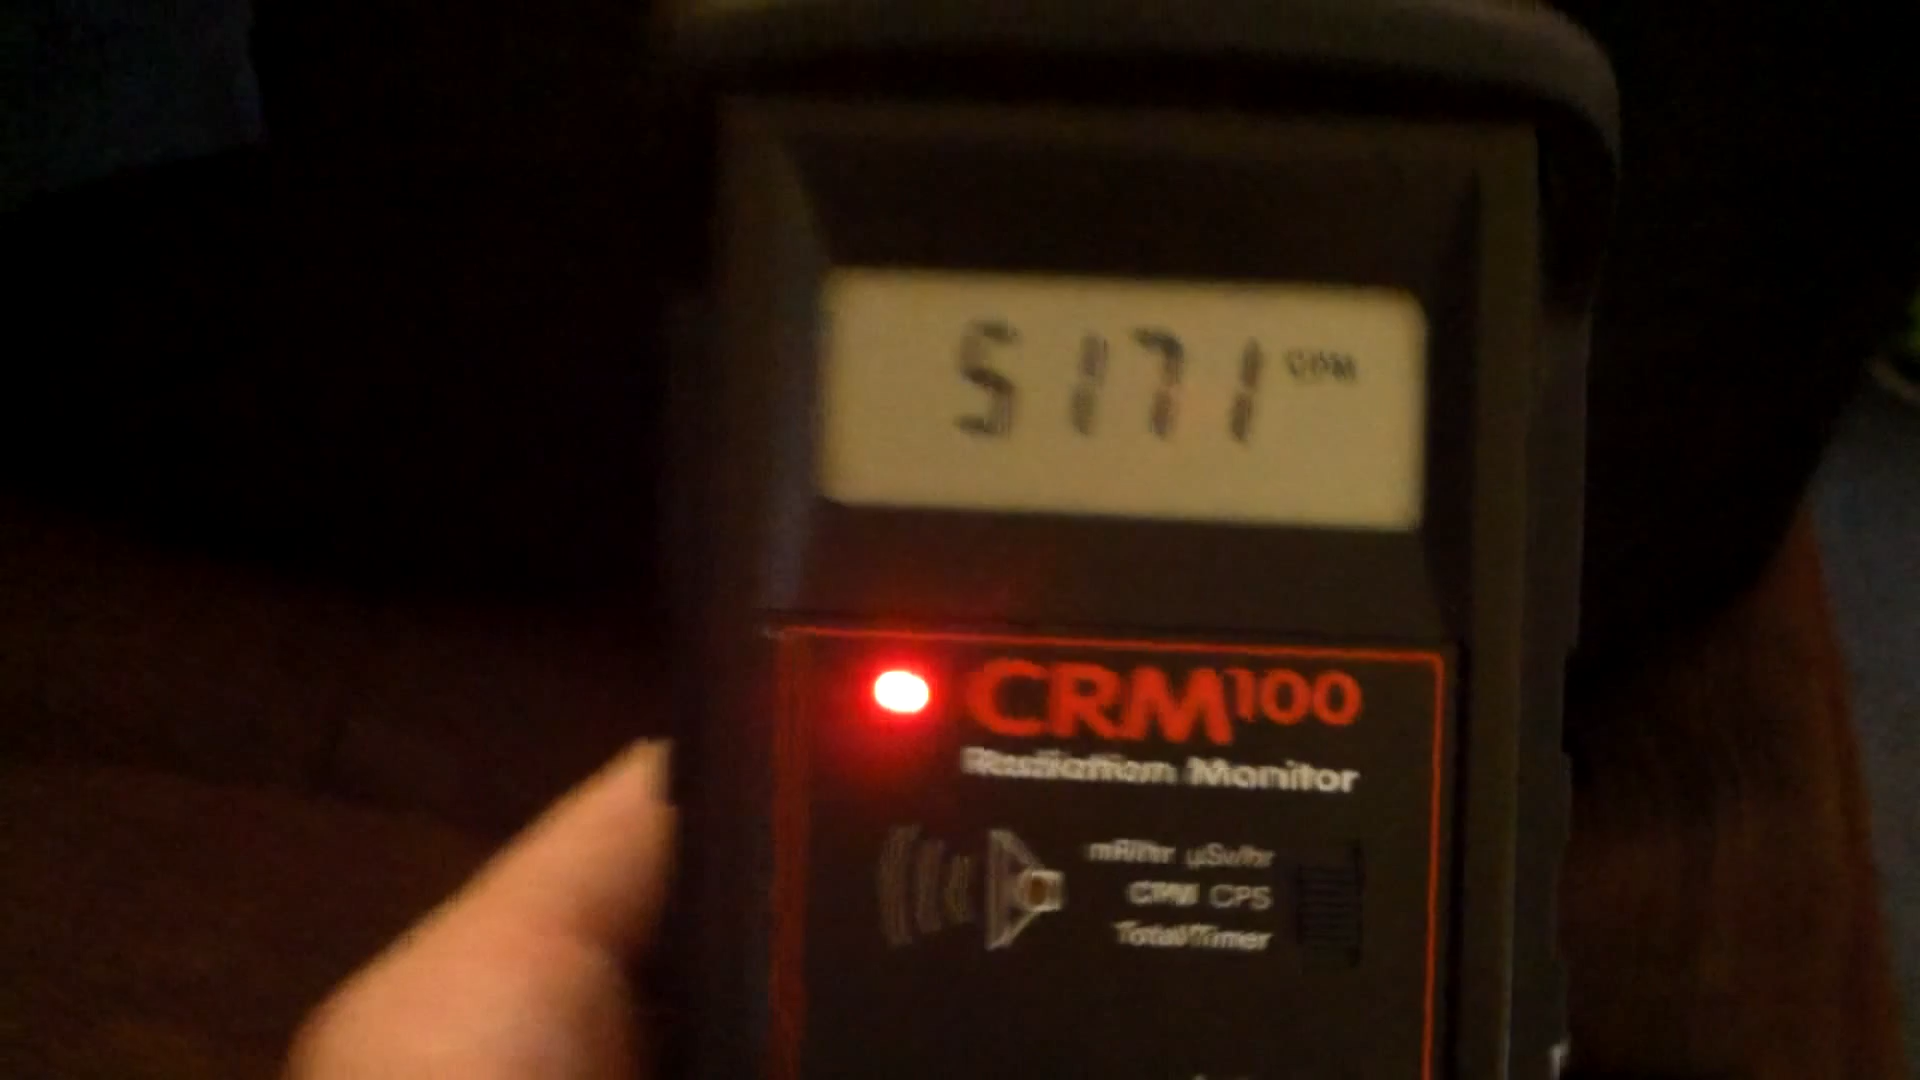 5171 CPM
CRM100
Radiation Monitor
mR/hr µSv/hr
CPM CPS
Total/Timer